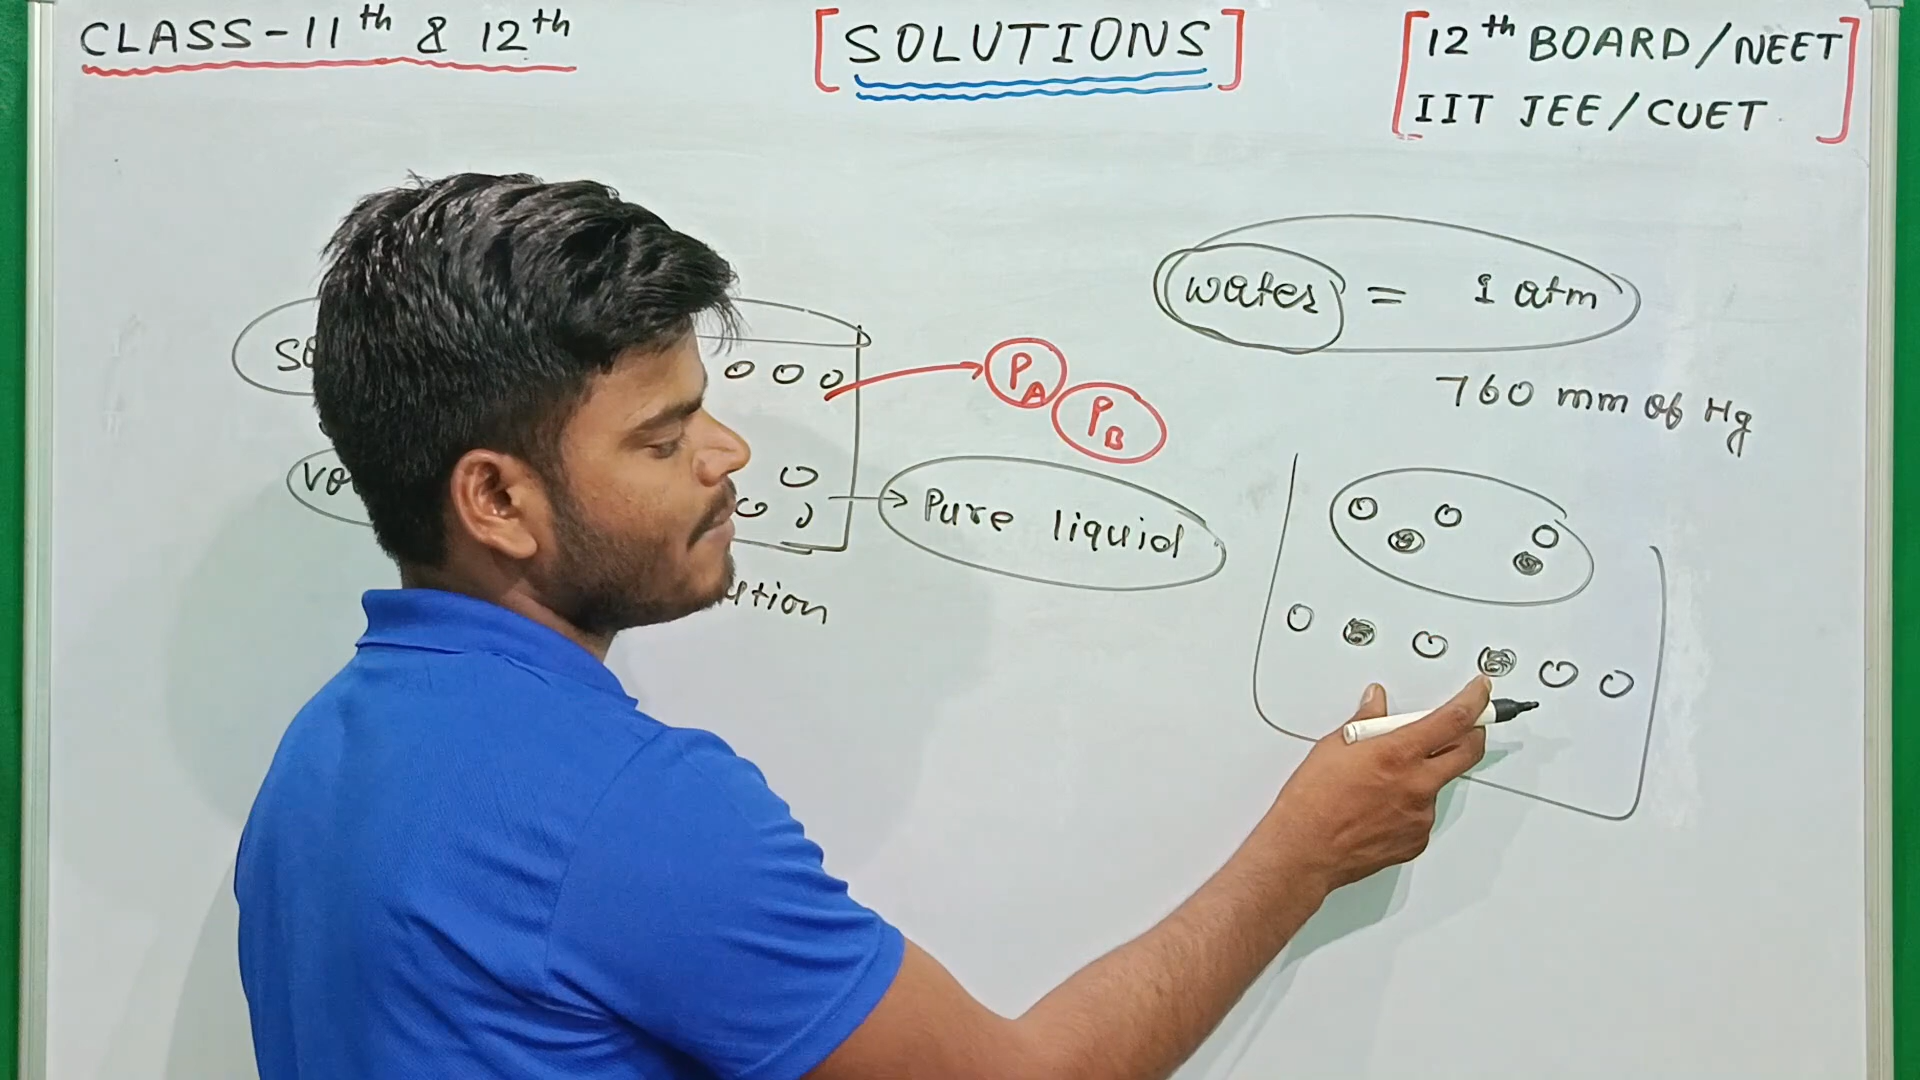 CLASS-11th & 12th
[SOLUTIONS]
[12th BOARD/NEET
IIT JEE/CUET]
water = 1 atm
760 mm of Hg
PA
PB
Pure liquid